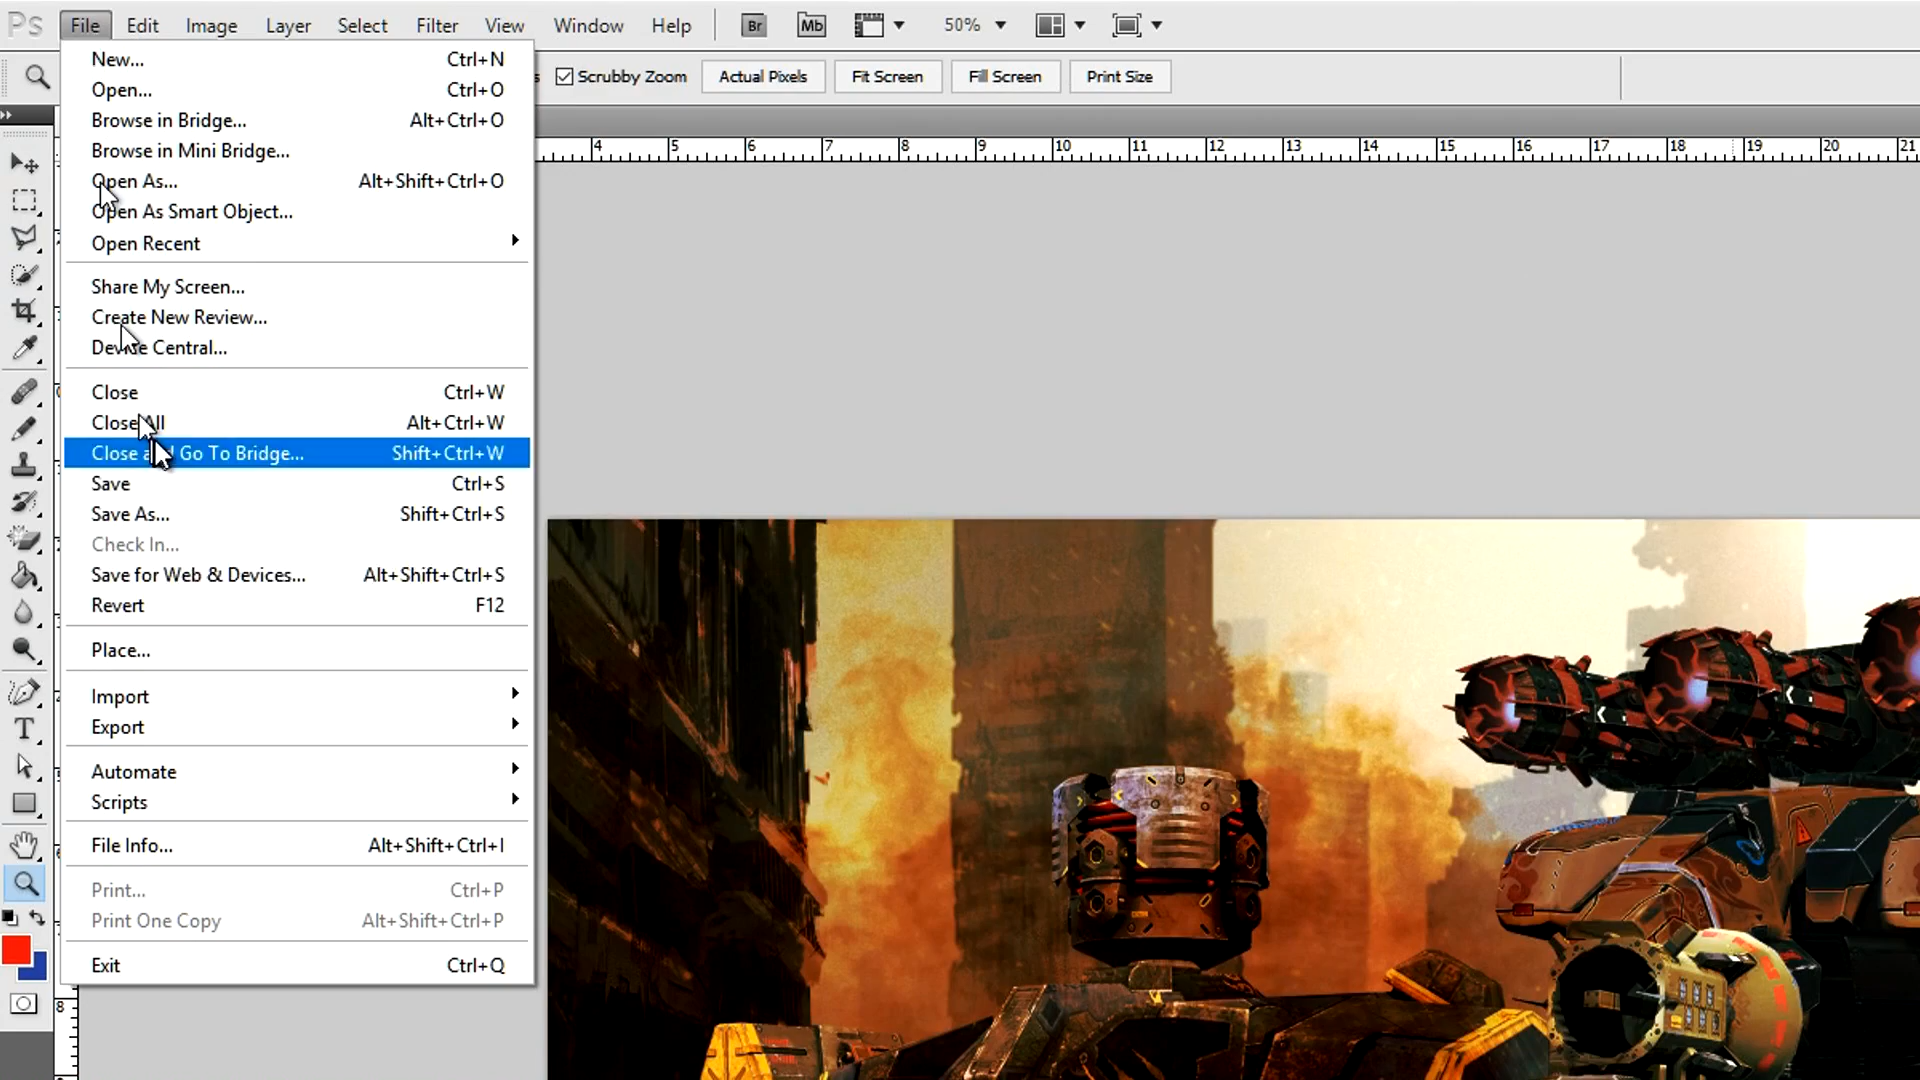 Ps File Edit Image Layer Select Filter View Window Help Br Mb 50%
Scrubby Zoom Actual Pixels Fit Screen Fill Screen Print Size
New... Ctrl+N
Open... Ctrl+O
Browse in Bridge... Alt+Ctrl+O
Browse in Mini Bridge...
Open As... Alt+Shift+Ctrl+O
Open As Smart Object...
Open Recent
Share My Screen...
Create New Review...
Device Central...
Close Ctrl+W
Close All Alt+Ctrl+W
Close and Go To Bridge... Shift+Ctrl+W
Save Ctrl+S
Save As... Shift+Ctrl+S
Check In...
Save for Web & Devices... Alt+Shift+Ctrl+S
Revert F12
Place...
Import
Export
Automate
Scripts
File Info... Alt+Shift+Ctrl+I
Print... Ctrl+P
Print One Copy Alt+Shift+Ctrl+P
Exit Ctrl+Q
4 5 6 7 8 9 10 11 12 13 14 15 16 17 18 19 20 21
T
8